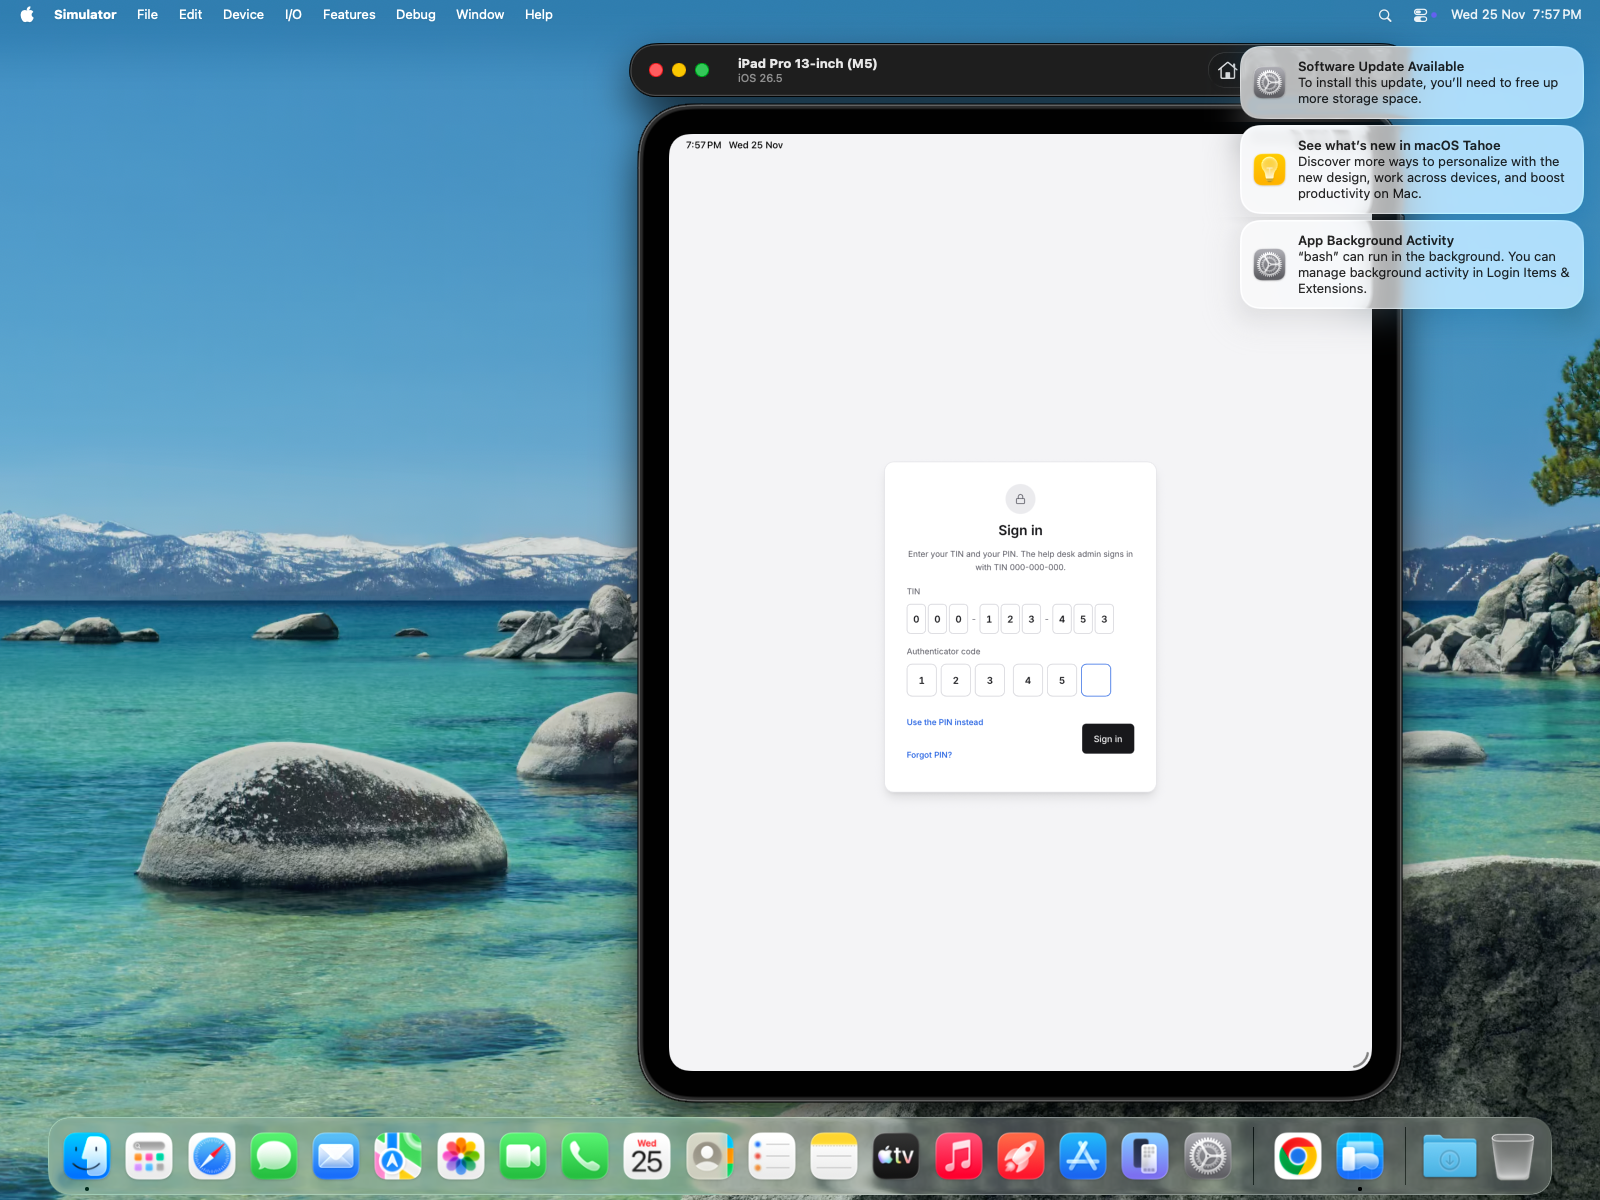 Simulator File Edit Device I/O Features Debug Window Help
Wed 25 Nov 7:57 PM
iPad Pro 13-inch (M5)
iOS 26.5
Software Update Available
To install this update, you'll need to free up
more storage space.
See what's new in macOS Tahoe
Discover more ways to personalize with the
new design, work across devices, and boost
productivity on Mac.
App Background Activity
“bash” can run in the background. You can
manage background activity in Login Items &
Extensions.
7:57 PM Wed 25 Nov
Sign in
Enter your TIN and your PIN. The help desk admin signs in
with TIN 000-000-000.
TIN
0 0 0 - 1 2 3 - 4 5 3
Authenticator code
1 2 3 4 5
Use the PIN instead
Sign in
Forgot PIN?
Wed
25
tv